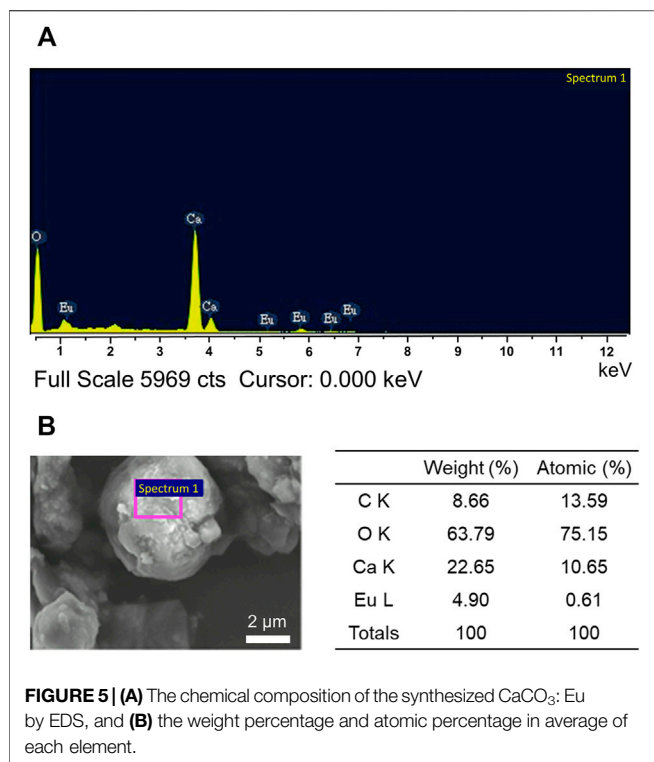 A
Spectrum 1
Ca
O
Eu
Ca
Eu
Eu
Eu
Eu
1 2 3 4 5 6 7 8 9 10 11 12
keV
Full Scale 5969 cts Cursor: 0.000 keV
B
Spectrum 1
2 µm
Weight (%) Atomic (%)
C K 8.66 13.59
O K 63.79 75.15
Ca K 22.65 10.65
Eu L 4.90 0.61
Totals 100 100
FIGURE 5 | (A) The chemical composition of the synthesized CaCO₃: Eu
by EDS, and (B) the weight percentage and atomic percentage in average of
each element.